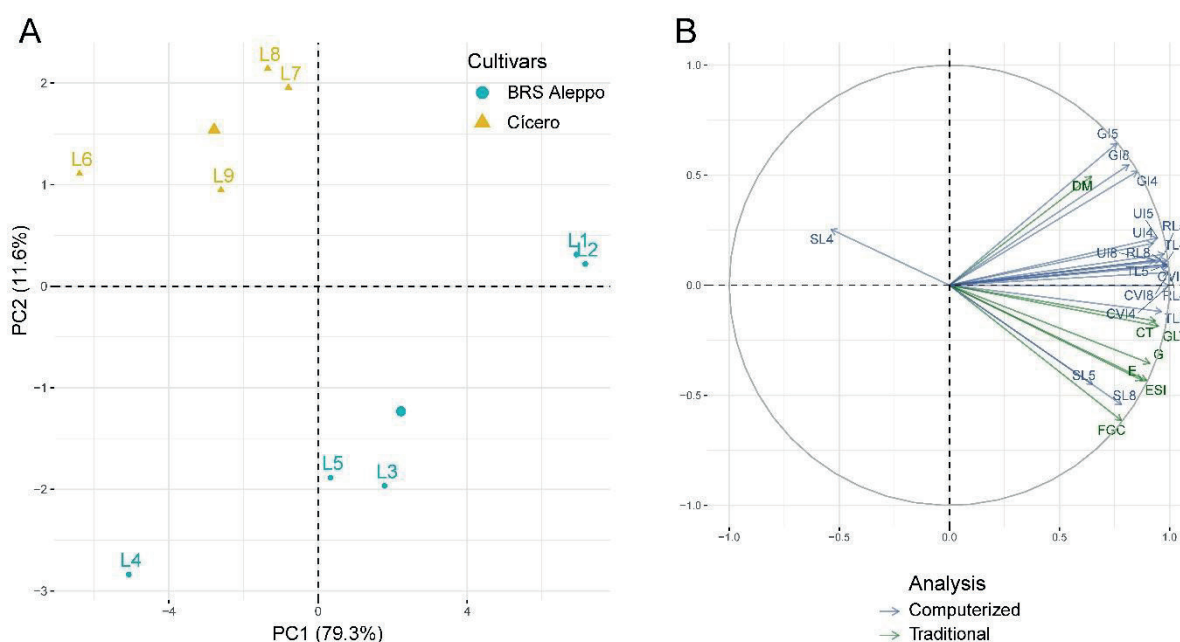 A
Cultivars
BRS Aleppo
Cícero
L8
L7
L6
L9
L1
L2
L5
L3
L4
2
1
0
−1
−2
−3
−4
0
4
PC2 (11.6%)
PC1 (79.3%)
B
1.0
0.5
0.0
−0.5
−1.0
−1.0
−0.5
0.0
0.5
1.0
GI5
GI8
GI4
DM
SL4
UI5
UI4
UI8
RL8
TL5
CVI8
CVI4
CT
G
E
ESI
SL5
SL8
FGC
Analysis
Computerized
Traditional